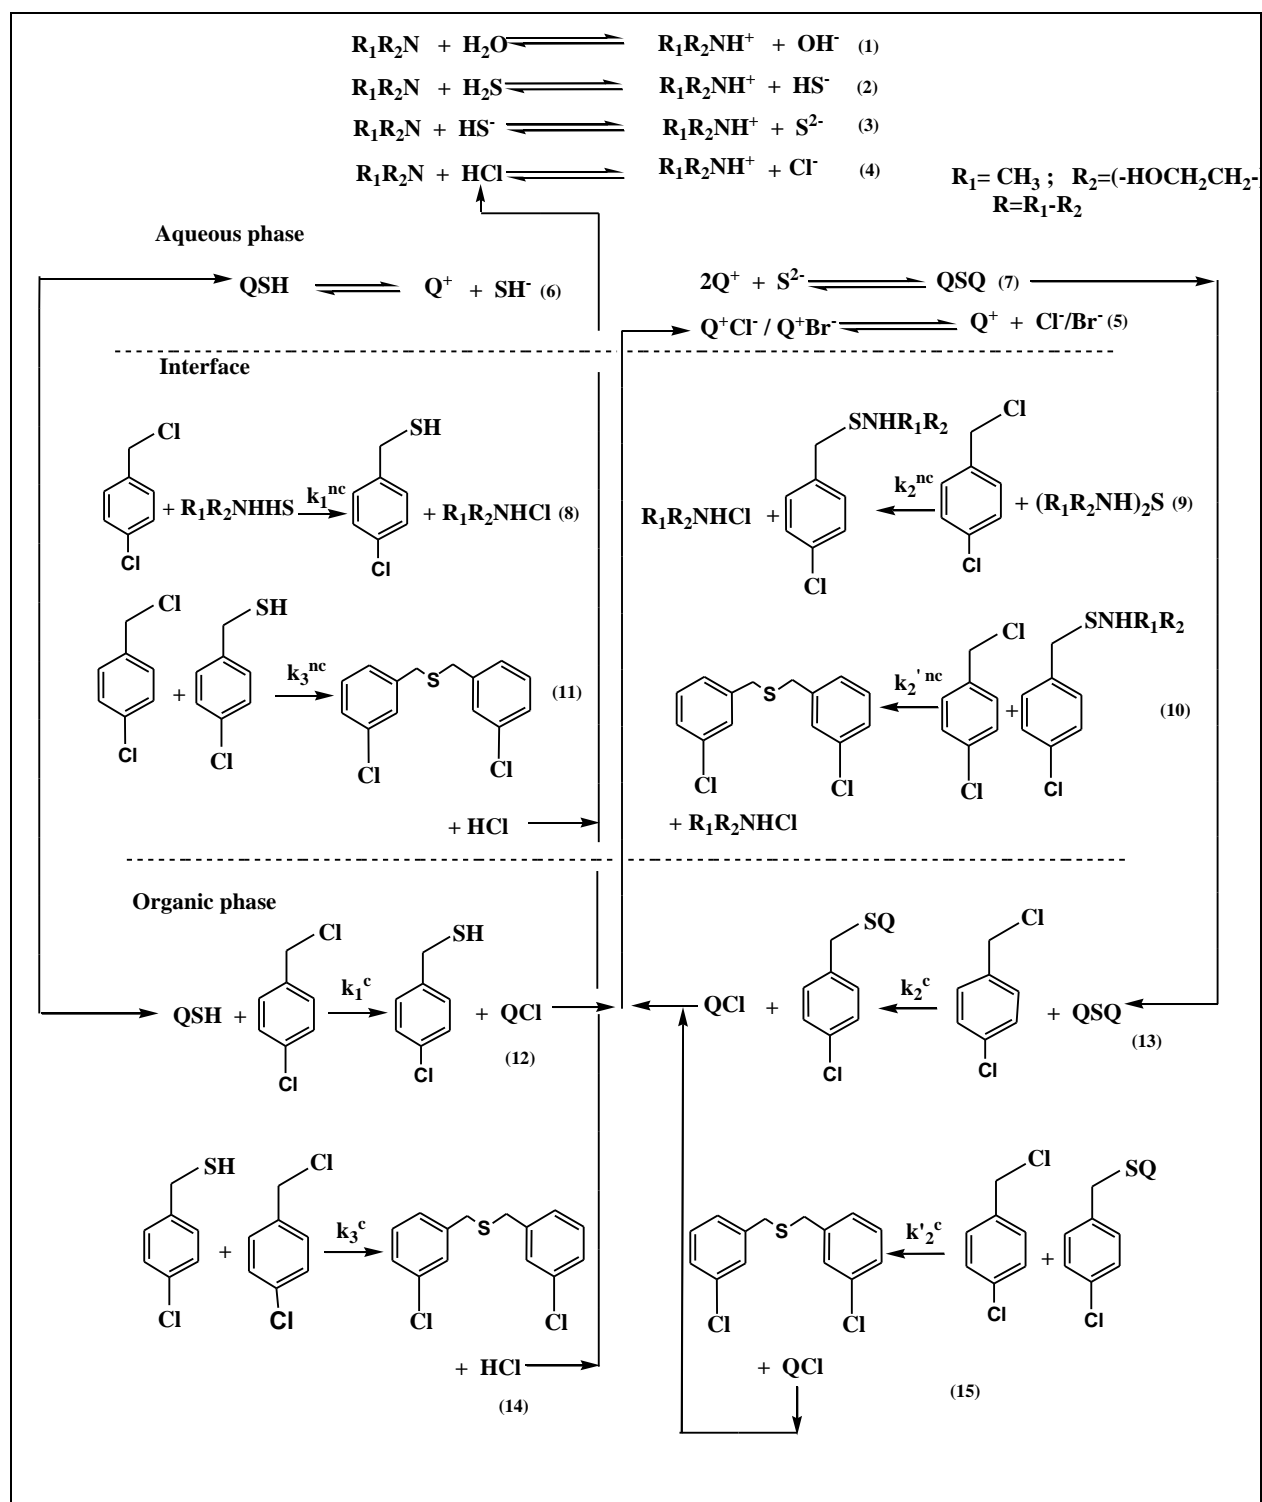 R₁R₂N + H₂O R₁R₂NH⁺ + OH⁻ (1)
R₁R₂N + H₂S R₁R₂NH⁺ + HS⁻ (2)
R₁R₂N + HS⁻ R₁R₂NH⁺ + S²⁻ (3)
R₁R₂N + HCl R₁R₂NH⁺ + Cl⁻ (4)
R₁= CH₃ ; R₂=(-HOCH₂CH₂-
R=R₁-R₂
Aqueous phase
QSH Q⁺ + SH⁻ (6)
2Q⁺ + S²⁻ QSQ (7)
Q⁺Cl⁻ / Q⁺Br⁻ Q⁺ + Cl⁻/Br⁻ (5)
Interface
Cl
Cl
+ R₁R₂NHHS
k₁ⁿᶜ
SH
Cl
+ R₁R₂NHCl (8)
R₁R₂NHCl +
SNHR₁R₂
Cl
k₂ⁿᶜ
Cl
Cl
+ (R₁R₂NH)₂S (9)
Cl
Cl
+
SH
Cl
k₃ⁿᶜ
S
Cl
Cl
(11)
+ HCl
S
Cl
Cl
k₂'ⁿᶜ
Cl
Cl
+
SNHR₁R₂
Cl
(10)
+ R₁R₂NHCl
Organic phase
QSH +
Cl
Cl
k₁ᶜ
SH
Cl
+ QCl
(12)
QCl +
SQ
Cl
k₂ᶜ
Cl
Cl
+ QSQ
(13)
SH
Cl
+
Cl
Cl
k₃ᶜ
S
Cl
Cl
+ HCl
(14)
S
Cl
Cl
k'₂ᶜ
Cl
Cl
+
SQ
Cl
+ QCl
(15)